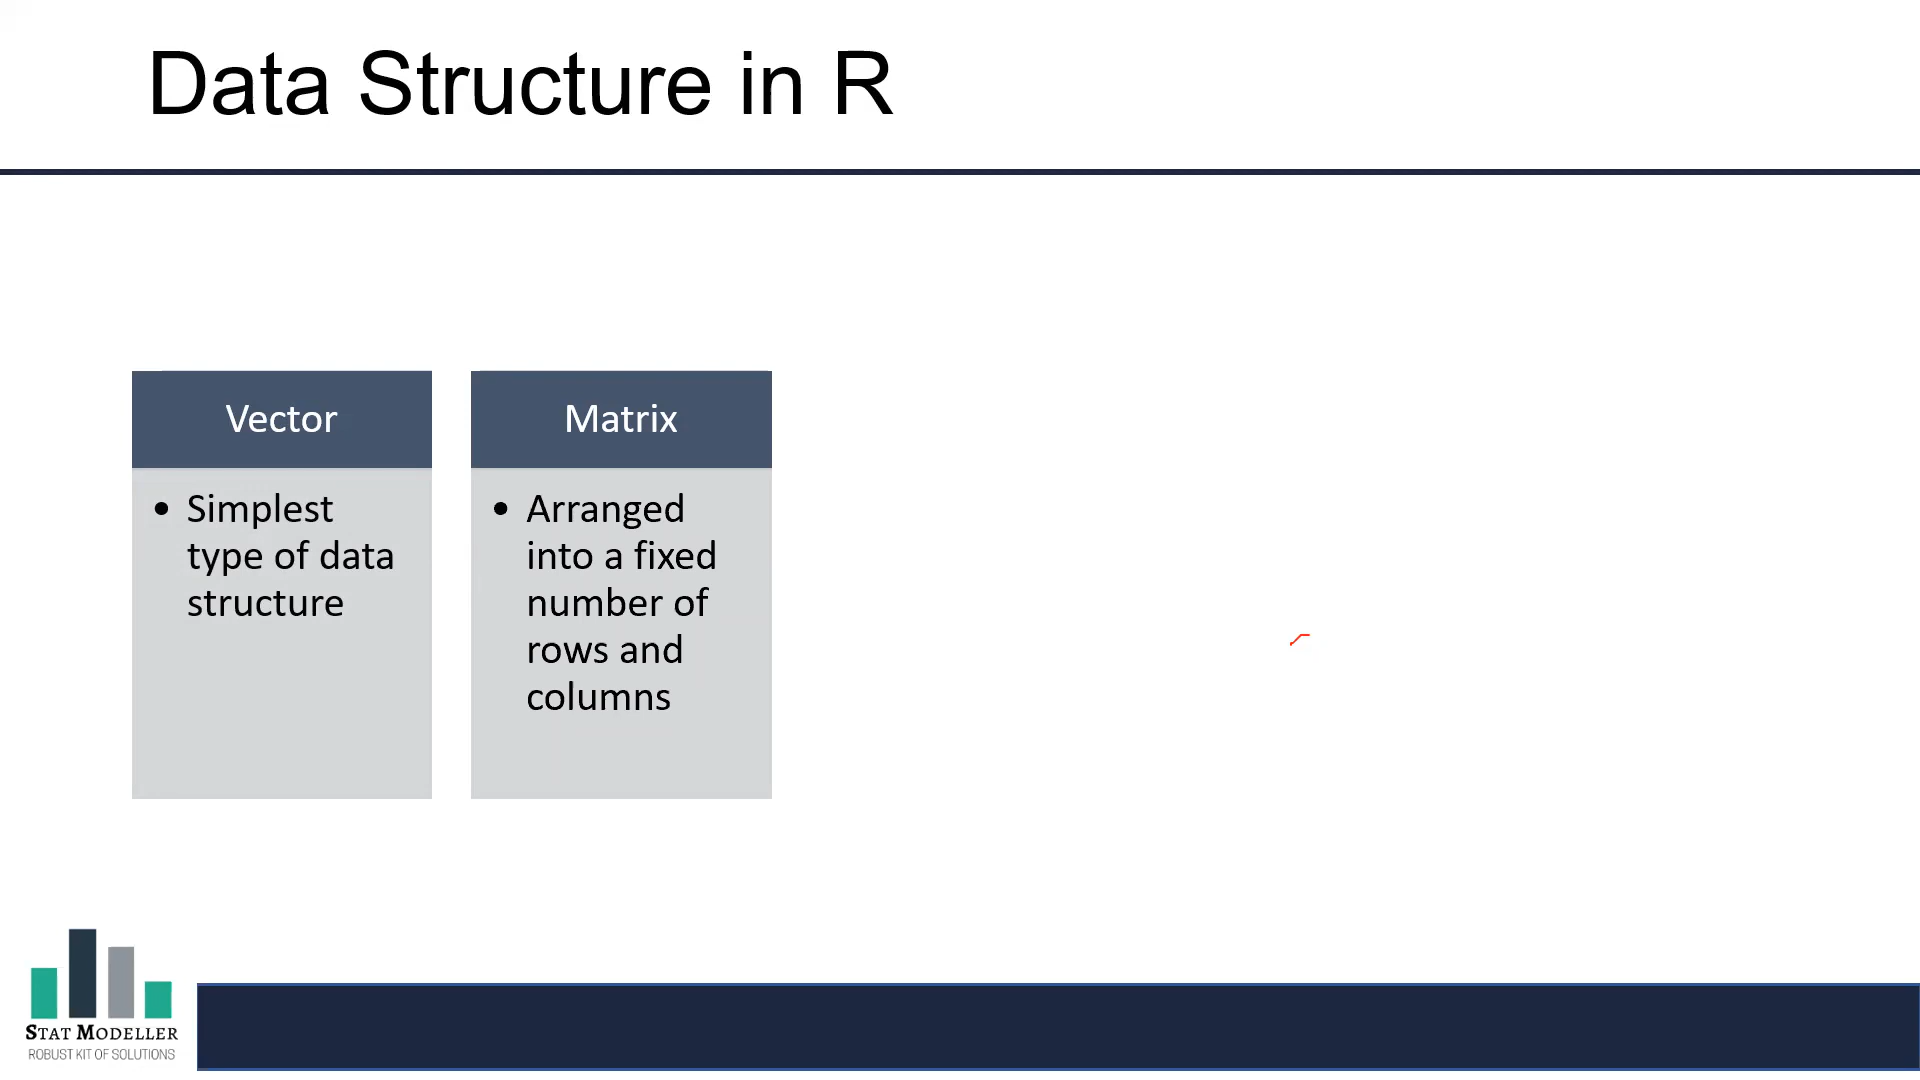 Data Structure in R
Vector
• Simplest
type of data
structure
Matrix
• Arranged
into a fixed
number of
rows and
columns
STAT MODELLER
ROBUST KIT OF SOLUTIONS